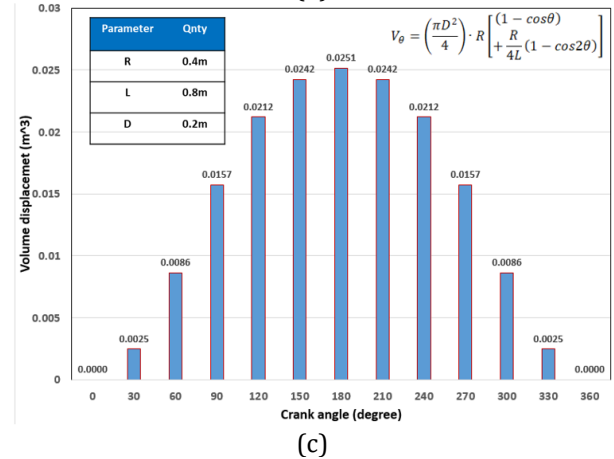 0.03
0.025
0.02
0.015
0.01
0.005
0
Volume displacemet (m^3)
Parameter Qnty
R 0.4m
L 0.8m
D 0.2m
V_θ = (πD²/4) · R [(1 − cosθ) + R/4L (1 − cos2θ)]
0.0000 0.0025 0.0086 0.0157 0.0212 0.0242 0.0251 0.0242 0.0212 0.0157 0.0086 0.0025 0.0000
0 30 60 90 120 150 180 210 240 270 300 330 360
Crank angle (degree)
(c)